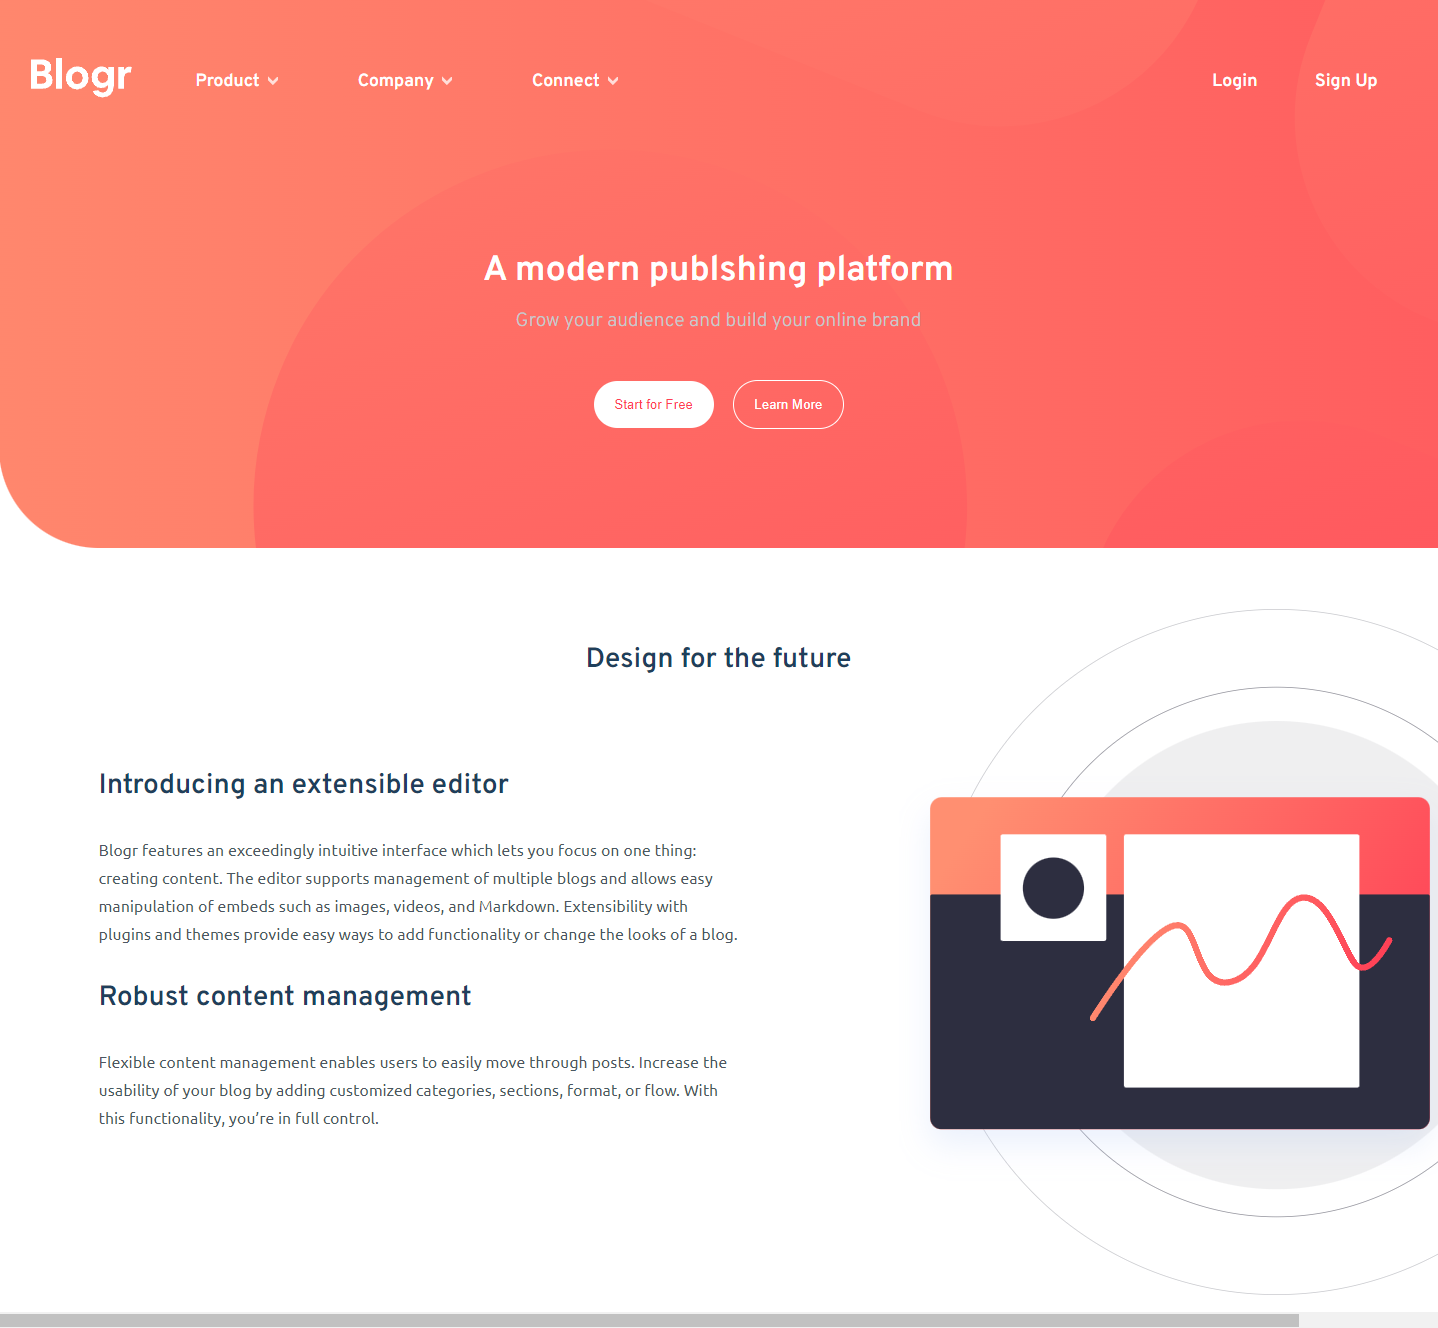 Blogr Product Company Connect Login Sign Up
A modern publshing platform
Grow your audience and build your online brand
Start for Free Learn More
Design for the future
Introducing an extensible editor
Blogr features an exceedingly intuitive interface which lets you focus on one thing:
creating content. The editor supports management of multiple blogs and allows easy
manipulation of embeds such as images, videos, and Markdown. Extensibility with
plugins and themes provide easy ways to add functionality or change the looks of a blog.
Robust content management
Flexible content management enables users to easily move through posts. Increase the
usability of your blog by adding customized categories, sections, format, or flow. With
this functionality, you’re in full control.